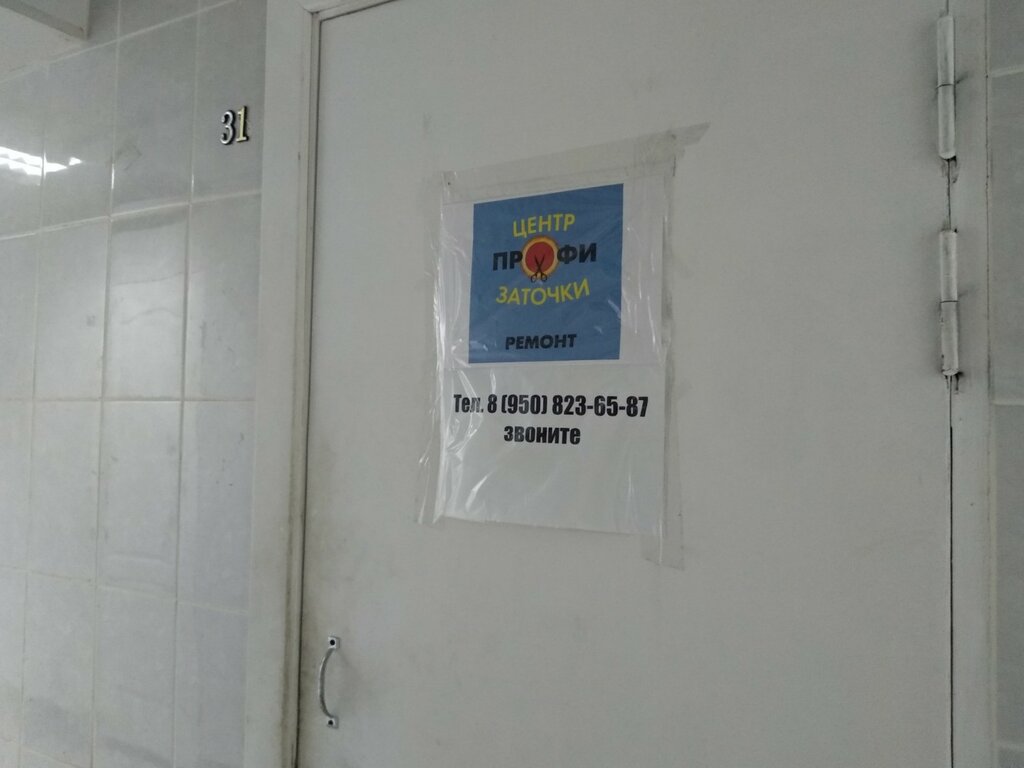 31
ЦЕНТР
ПРОФИ
ЗАТОЧКИ
РЕМОНТ
Тел. 8 (950) 823-65-87
звоните